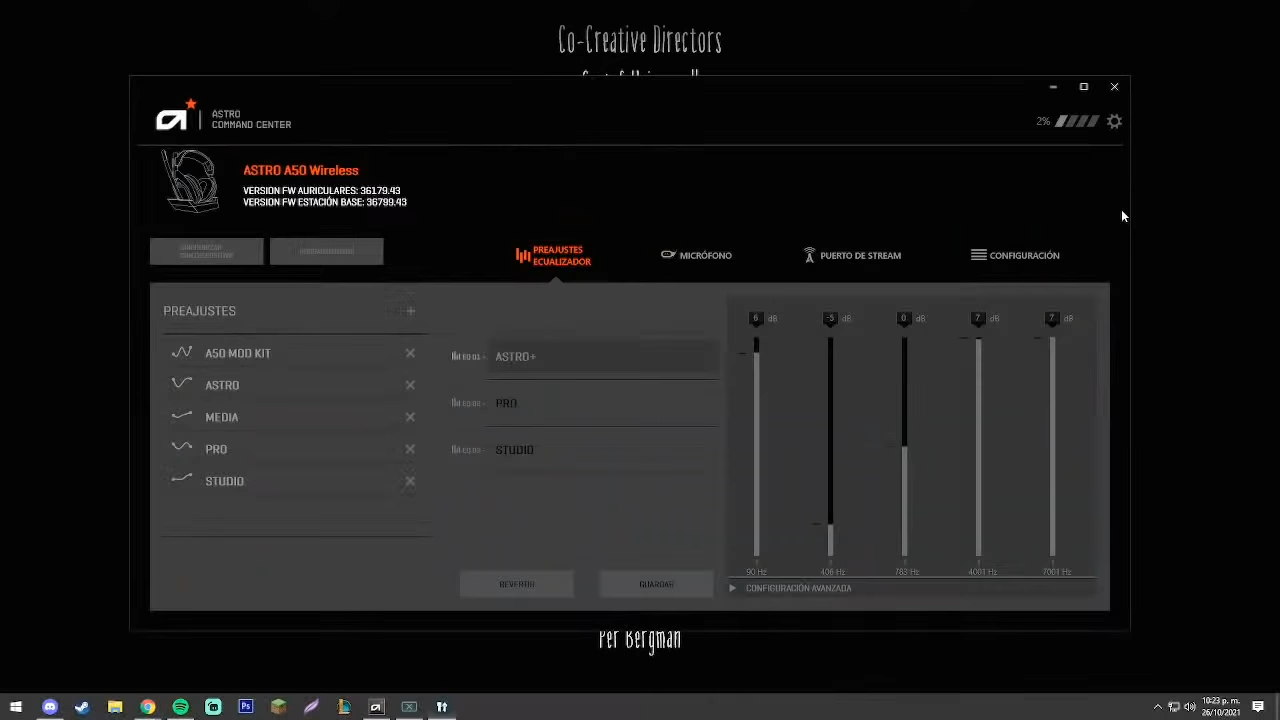 Co-Creative Directors
ASTRO
COMMAND CENTER
2%
ASTRO A50 Wireless
VERSION FW AURICULARES: 36179.43
VERSION FW ESTACIÓN BASE: 36799.43
PREAJUSTES
ECUALIZADOR
MICRÓFONO
PUERTO DE STREAM
CONFIGURACIÓN
PREAJUSTES
A50 MOD KIT
ASTRO
MEDIA
PRO
STUDIO
ASTRO+
PRO
STUDIO
REVERTIR
GUARDAR
6 dB
-5 dB
0 dB
7 dB
7 dB
90 Hz
406 Hz
783 Hz
4001 Hz
7001 Hz
CONFIGURACIÓN AVANZADA
Per Bergman
10:23 p. m.
26/10/2021